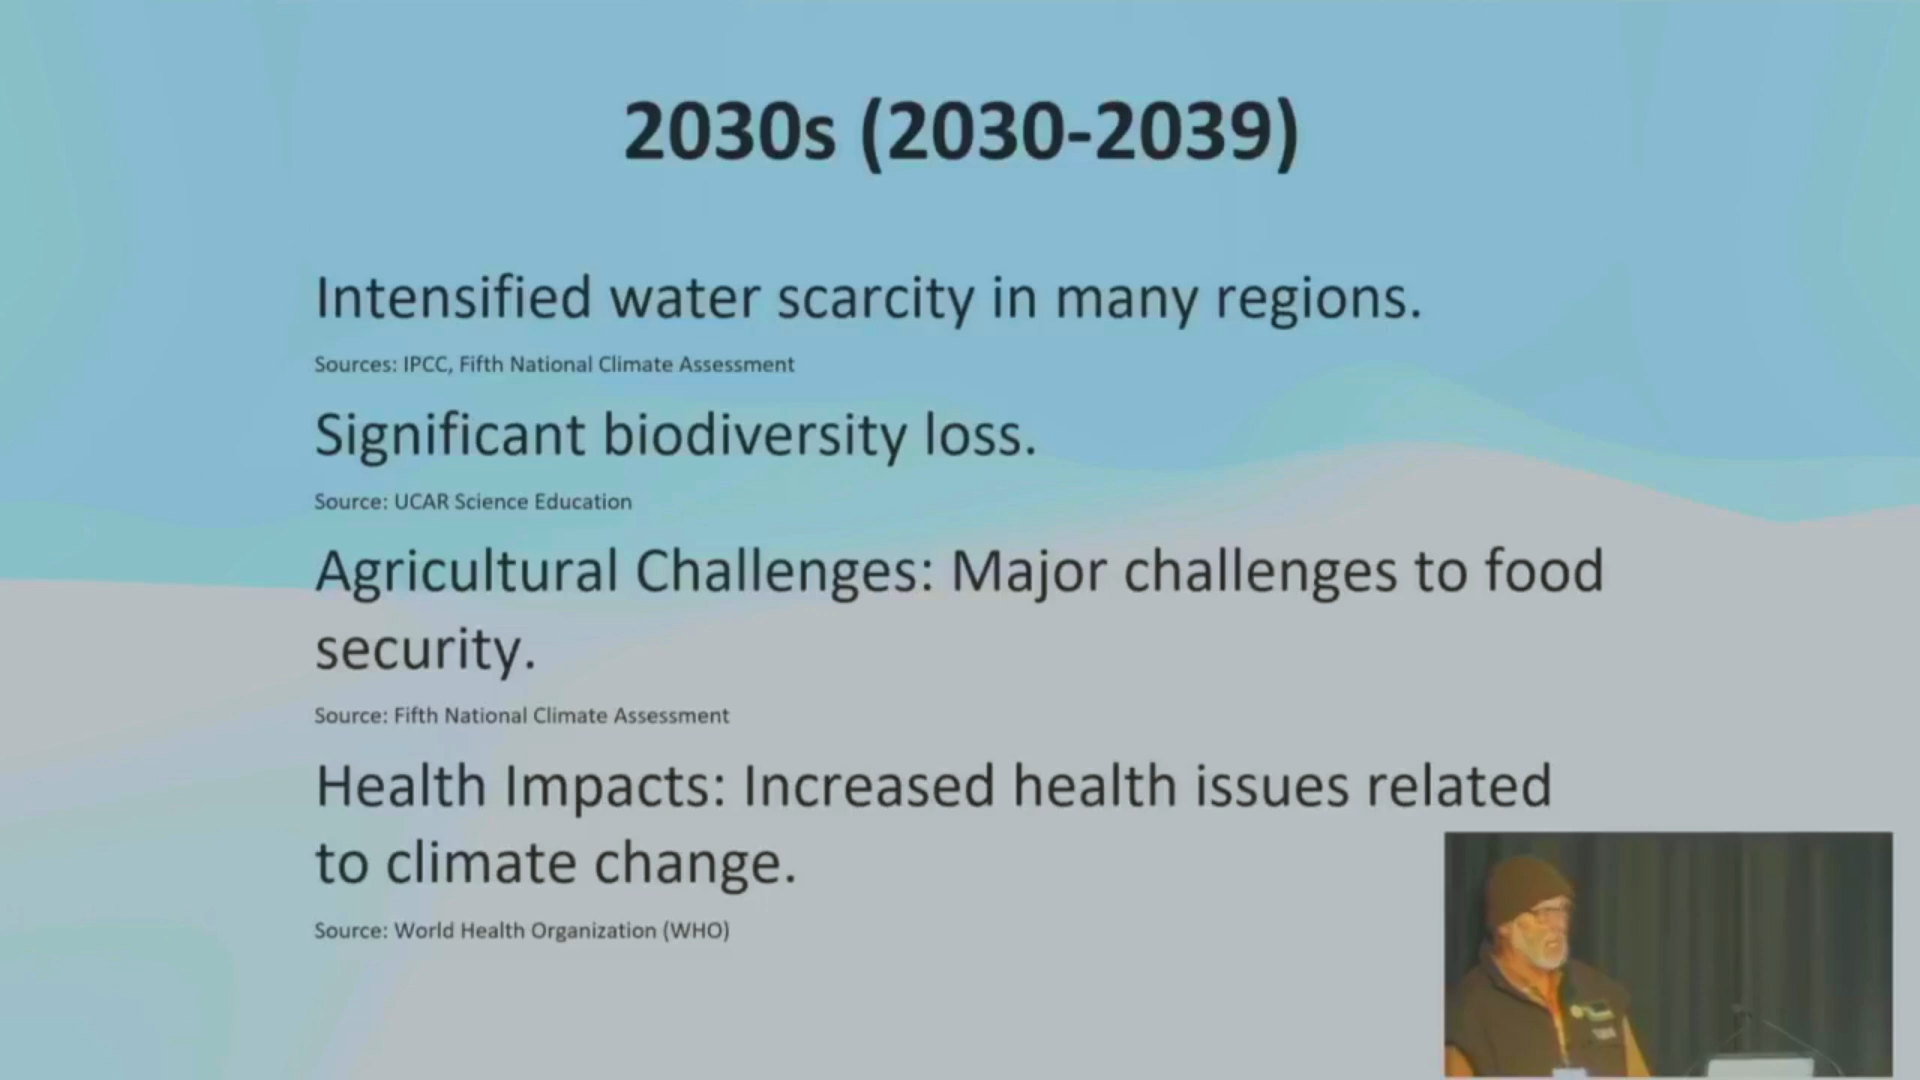 2030s (2030-2039)
Intensified water scarcity in many regions.
Sources: IPCC, Fifth National Climate Assessment
Significant biodiversity loss.
Source: UCAR Science Education
Agricultural Challenges: Major challenges to food
security.
Source: Fifth National Climate Assessment
Health Impacts: Increased health issues related
to climate change.
Source: World Health Organization (WHO)